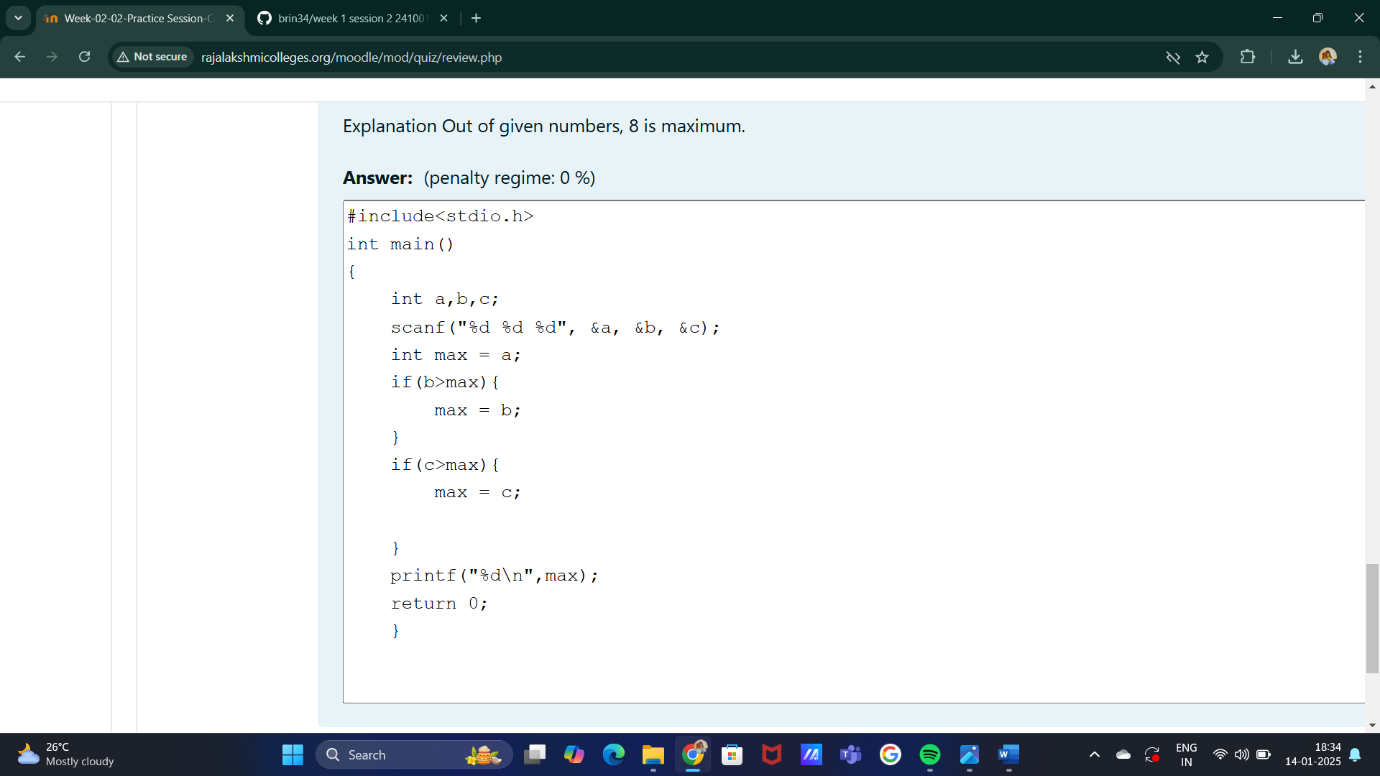 Week-02-02-Practice Session-C
brin34/week 1 session 2 241001
Not secure
rajalakshmicolleges.org/moodle/mod/quiz/review.php
Explanation Out of given numbers, 8 is maximum.
Answer: (penalty regime: 0 %)
#include<stdio.h>
int main()
{
    int a,b,c;
    scanf("%d %d %d", &a, &b, &c);
    int max = a;
    if(b>max){
        max = b;
    }
    if(c>max){
        max = c;

    }
    printf("%d\n",max);
    return 0;
    }
26°C
Mostly cloudy
Search
ENG
IN
18:34
14-01-2025